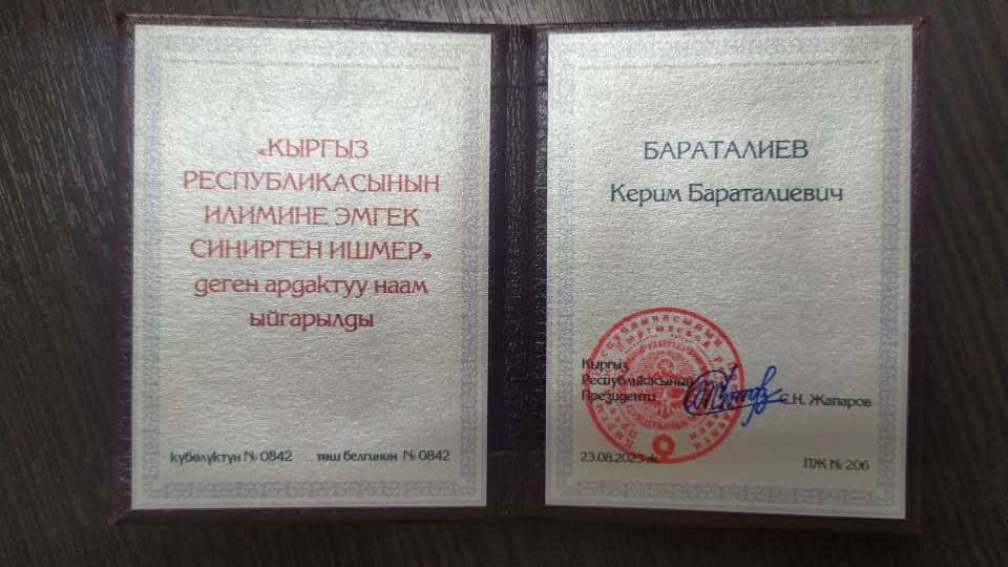 «КЫРГЫЗ
РЕСПУБЛИКАСЫНЫН
ИЛИМИНЕ ЭМГЕК
СИҢИРГЕН ИШМЕР»
деген ардактуу наам
ыйгарылды
күбөлүктүн № 0842 төш белгинин № 0842
БАРАТАЛИЕВ
Керим Бараталиевич
Кыргыз
Республикасынын
Президенти С.Н. Жапаров
23.08.2023-ж.
ПЖ № 206